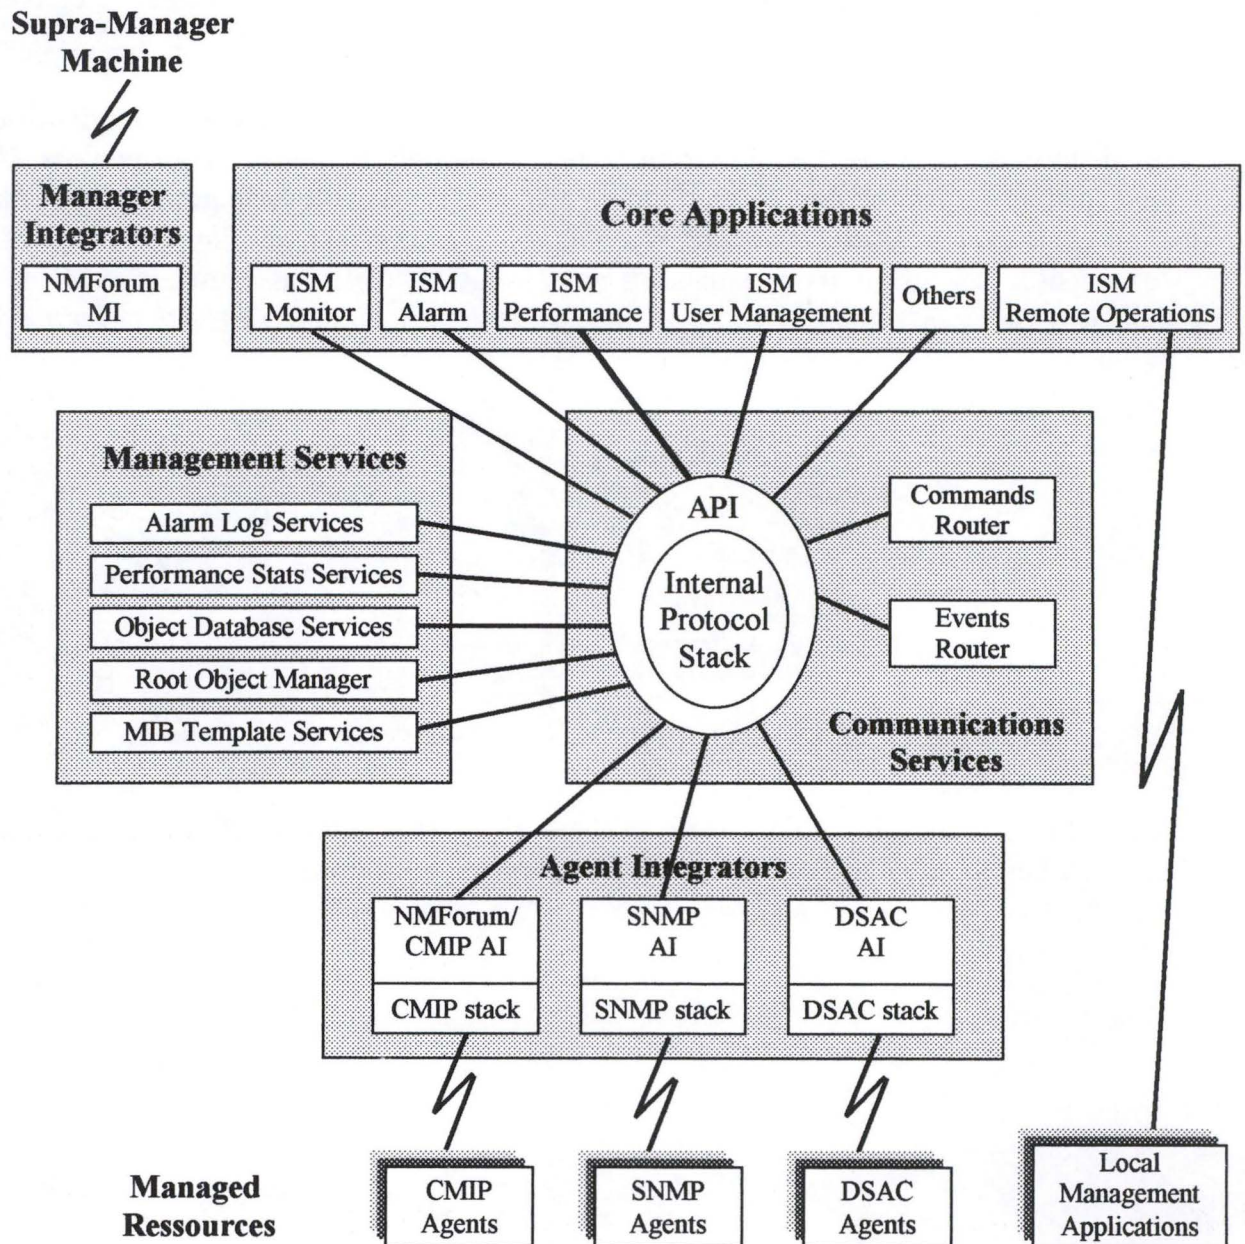 Supra-Manager
Machine
Manager
Integrators
NMForum
MI
Core Applications
ISM
Monitor
ISM
Alarm
ISM
Performance
ISM
User Management
Others
ISM
Remote Operations
Management Services
Alarm Log Services
Performance Stats Services
Object Database Services
Root Object Manager
MIB Template Services
API
Internal
Protocol
Stack
Commands
Router
Events
Router
Communications
Services
Agent Integrators
NMForum/
CMIP AI
CMIP stack
SNMP
AI
SNMP stack
DSAC
AI
DSAC stack
Managed
Ressources
CMIP
Agents
SNMP
Agents
DSAC
Agents
Local
Management
Applications